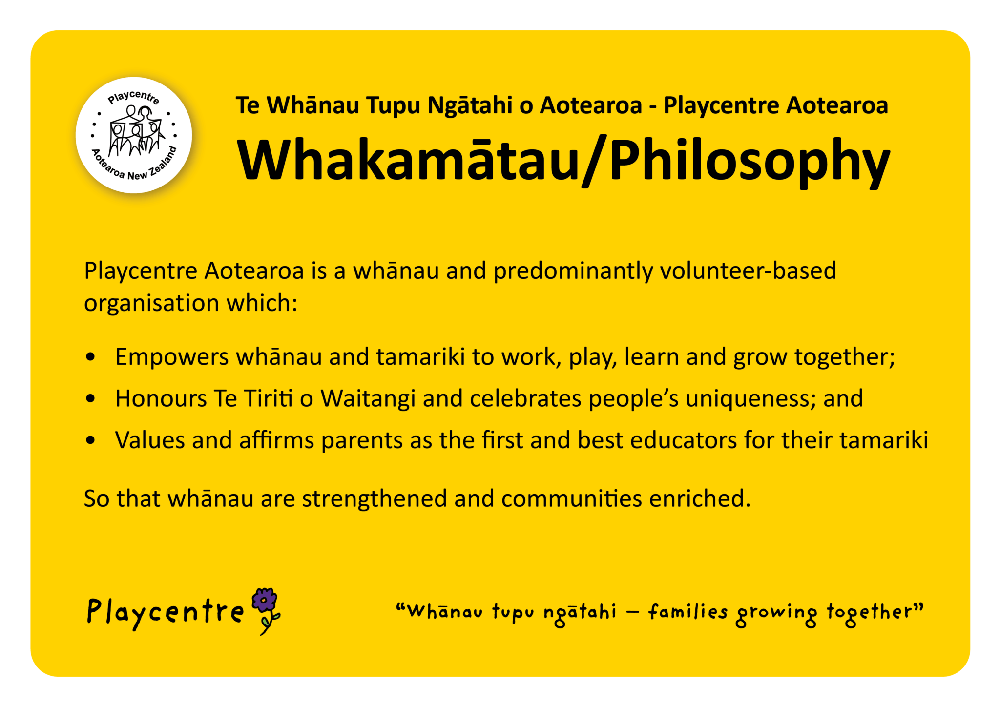 Playcentre
Aotearoa New Zealand
Te Whānau Tupu Ngātahi o Aotearoa - Playcentre Aotearoa
Whakamātau/Philosophy
Playcentre Aotearoa is a whānau and predominantly volunteer-based
organisation which:
• Empowers whānau and tamariki to work, play, learn and grow together;
• Honours Te Tiriti o Waitangi and celebrates people’s uniqueness; and
• Values and affirms parents as the first and best educators for their tamariki
So that whānau are strengthened and communities enriched.
Playcentre
“Whānau tupu ngātahi – families growing together”